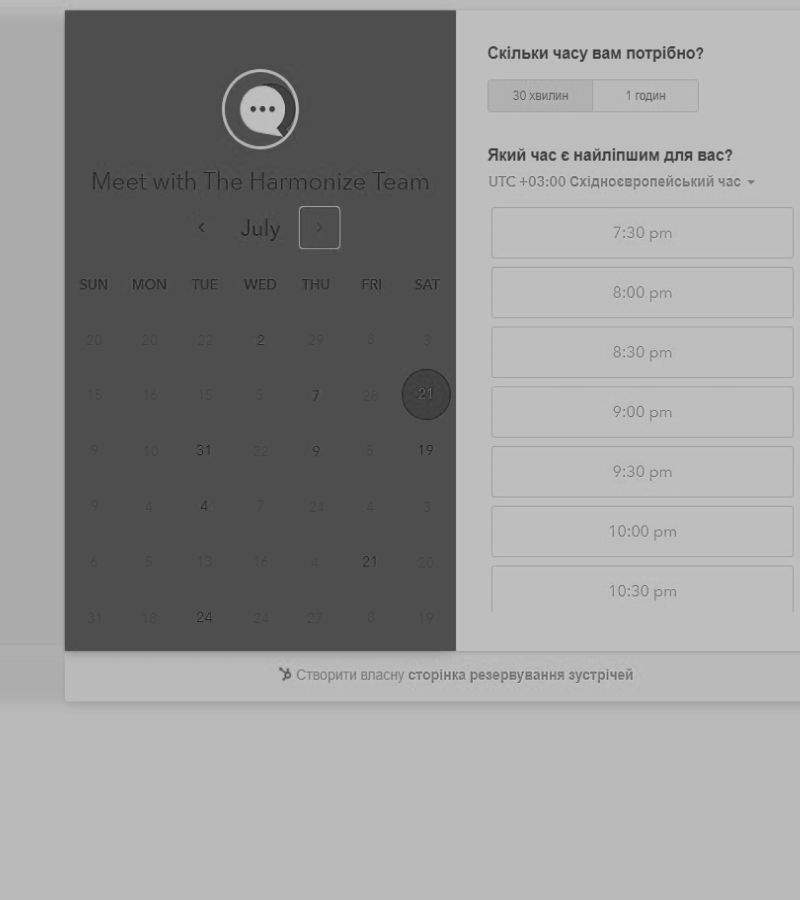 Meet with The Harmonize Team
July
SUN MON TUE WED THU FRI SAT
20 20 22 2 29 8 3
15 16 15 5 7 28 21
9 10 31 22 9 5 19
9 4 4 7 24 4 3
6 5 13 16 4 21 20
31 18 24 24 27 8 19
Скільки часу вам потрібно?
30 хвилин 1 годин
Який час є найліпшим для вас?
UTC +03:00 Східноєвропейський час
7:30 pm
8:00 pm
8:30 pm
9:00 pm
9:30 pm
10:00 pm
10:30 pm
Створити власну сторінка резервування зустрічей